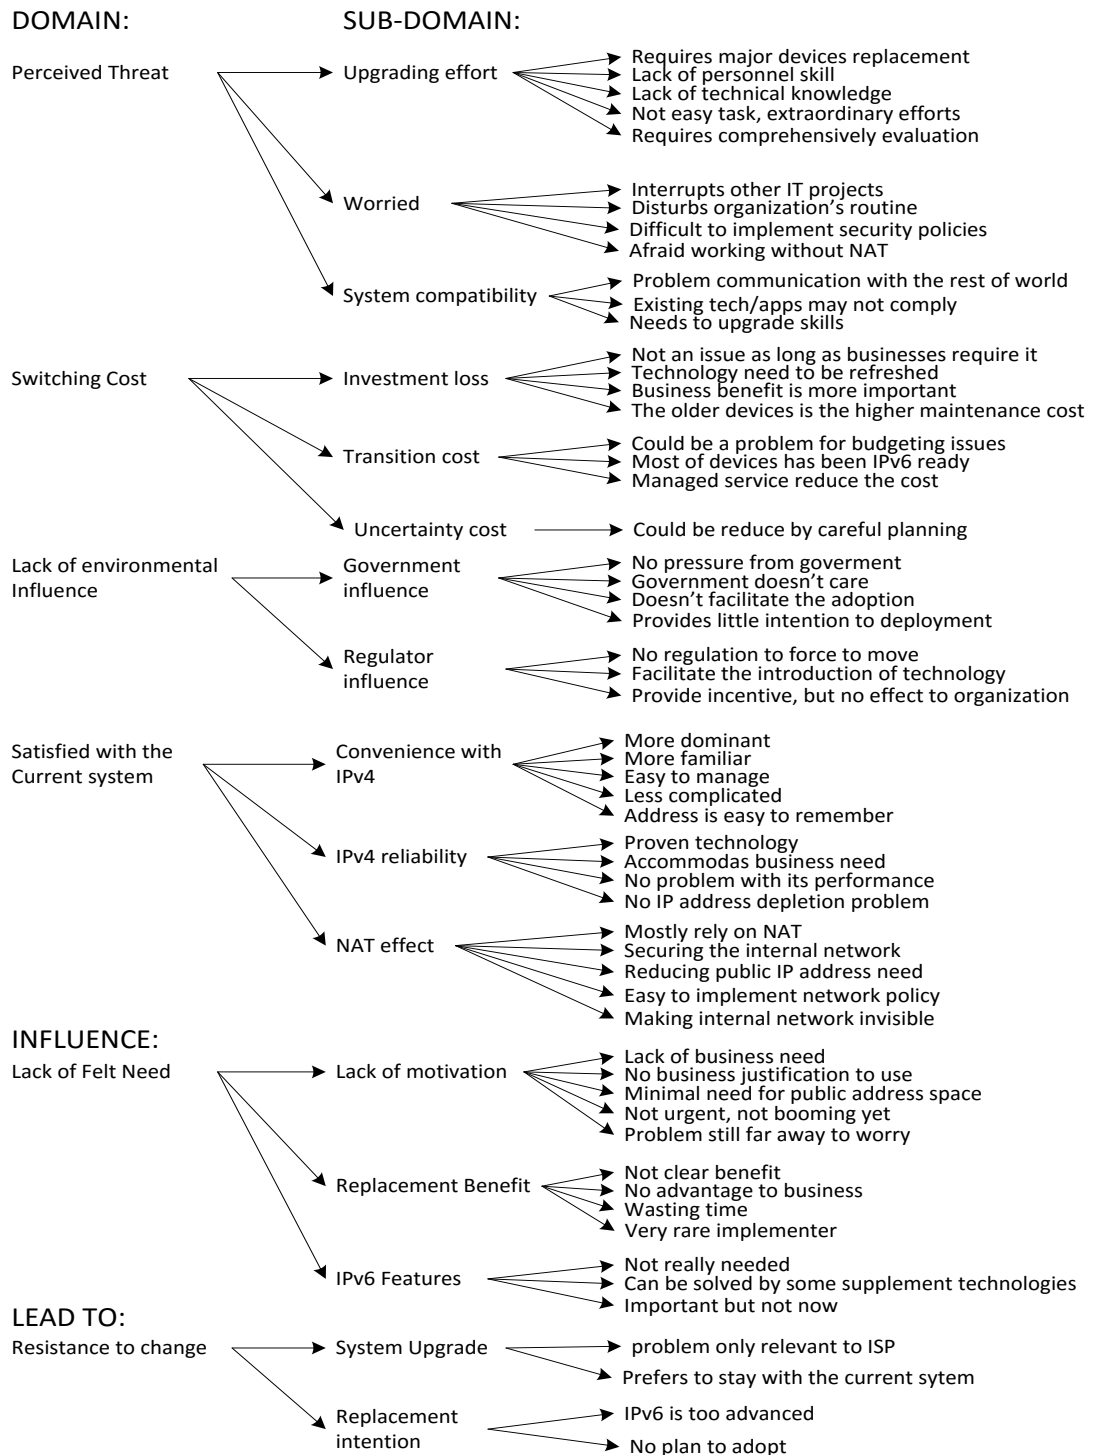 DOMAIN:
SUB-DOMAIN:
Perceived Threat
Upgrading effort
Requires major devices replacement
Lack of personnel skill
Lack of technical knowledge
Not easy task, extraordinary efforts
Requires comprehensively evaluation
Worried
Interrupts other IT projects
Disturbs organization's routine
Difficult to implement security policies
Afraid working without NAT
System compatibility
Problem communication with the rest of world
Existing tech/apps may not comply
Needs to upgrade skills
Switching Cost
Investment loss
Not an issue as long as businesses require it
Technology need to be refreshed
Business benefit is more important
The older devices is the higher maintenance cost
Transition cost
Could be a problem for budgeting issues
Most of devices has been IPv6 ready
Managed service reduce the cost
Uncertainty cost
Could be reduce by careful planning
Lack of environmental
Influence
Government
influence
No pressure from goverment
Government doesn't care
Doesn't facilitate the adoption
Provides little intention to deployment
Regulator
influence
No regulation to force to move
Facilitate the introduction of technology
Provide incentive, but no effect to organization
Satisfied with the
Current system
Convenience with
IPv4
More dominant
More familiar
Easy to manage
Less complicated
Address is easy to remember
IPv4 reliability
Proven technology
Accommodas business need
No problem with its performance
No IP address depletion problem
NAT effect
Mostly rely on NAT
Securing the internal network
Reducing public IP address need
Easy to implement network policy
Making internal network invisible
INFLUENCE:
Lack of Felt Need
Lack of motivation
Lack of business need
No business justification to use
Minimal need for public address space
Not urgent, not booming yet
Problem still far away to worry
Replacement Benefit
Not clear benefit
No advantage to business
Wasting time
Very rare implementer
IPv6 Features
Not really needed
Can be solved by some supplement technologies
Important but not now
LEAD TO:
Resistance to change
System Upgrade
problem only relevant to ISP
Prefers to stay with the current sytem
Replacement
intention
IPv6 is too advanced
No plan to adopt